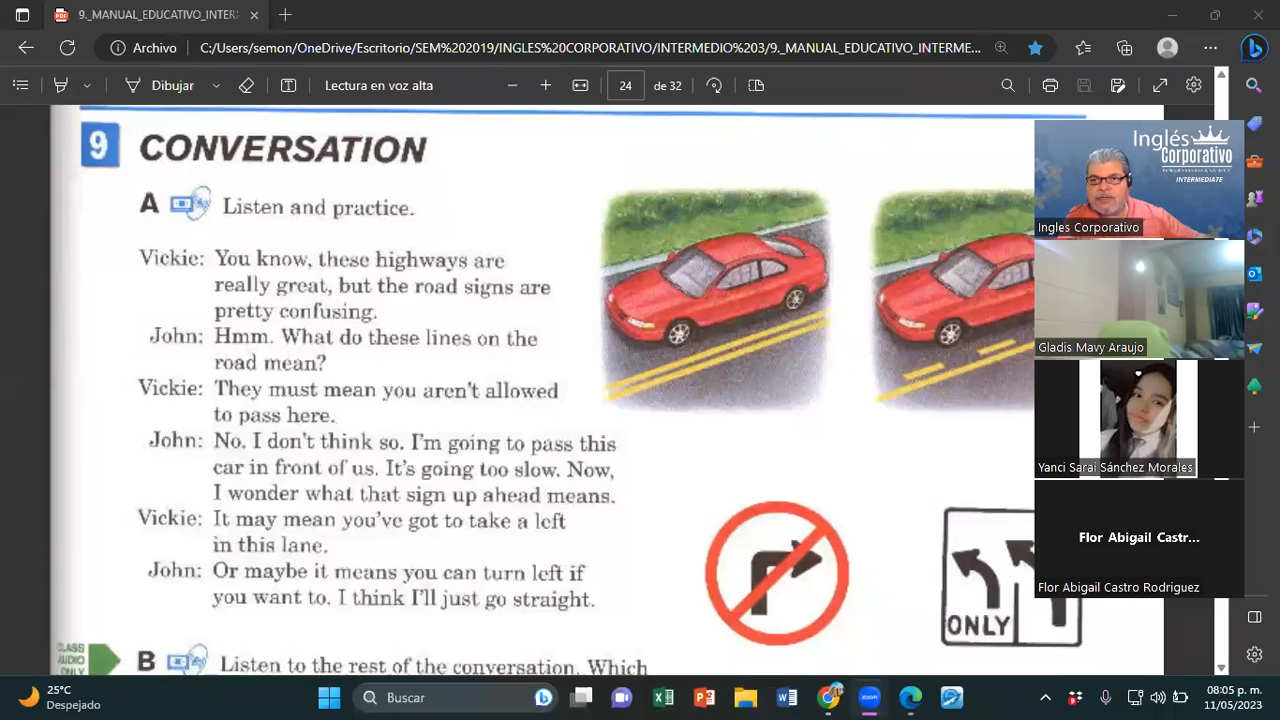 9._MANUAL_EDUCATIVO_INTER
Archivo
C:/Users/semon/OneDrive/Escritorio/SEM%202019/INGLES%20CORPORATIVO/INTERMEDIO%203/9._MANUAL_EDUCATIVO_INTERME...
Dibujar
Lectura en voz alta
24
de 32
9 CONVERSATION
A Listen and practice.
Vickie: You know, these highways are
really great, but the road signs are
pretty confusing.
John: Hmm. What do these lines on the
road mean?
Vickie: They must mean you aren't allowed
to pass here.
John: No. I don't think so. I'm going to pass this
car in front of us. It's going too slow. Now,
I wonder what that sign up ahead means.
Vickie: It may mean you've got to take a left
in this lane.
John: Or maybe it means you can turn left if
you want to. I think I'll just go straight.
CLASS
AUDIO
ONLY
B Listen to the rest of the conversation. Which
ONLY
Inglés
Corporativo
INTERMEDIATE
Ingles Corporativo
Gladis Mavy Araujo
Yanci Sarai Sánchez Morales
Flor Abigail Castr...
Flor Abigail Castro Rodriguez
25°C
Despejado
Buscar
08:05 p. m.
11/05/2023